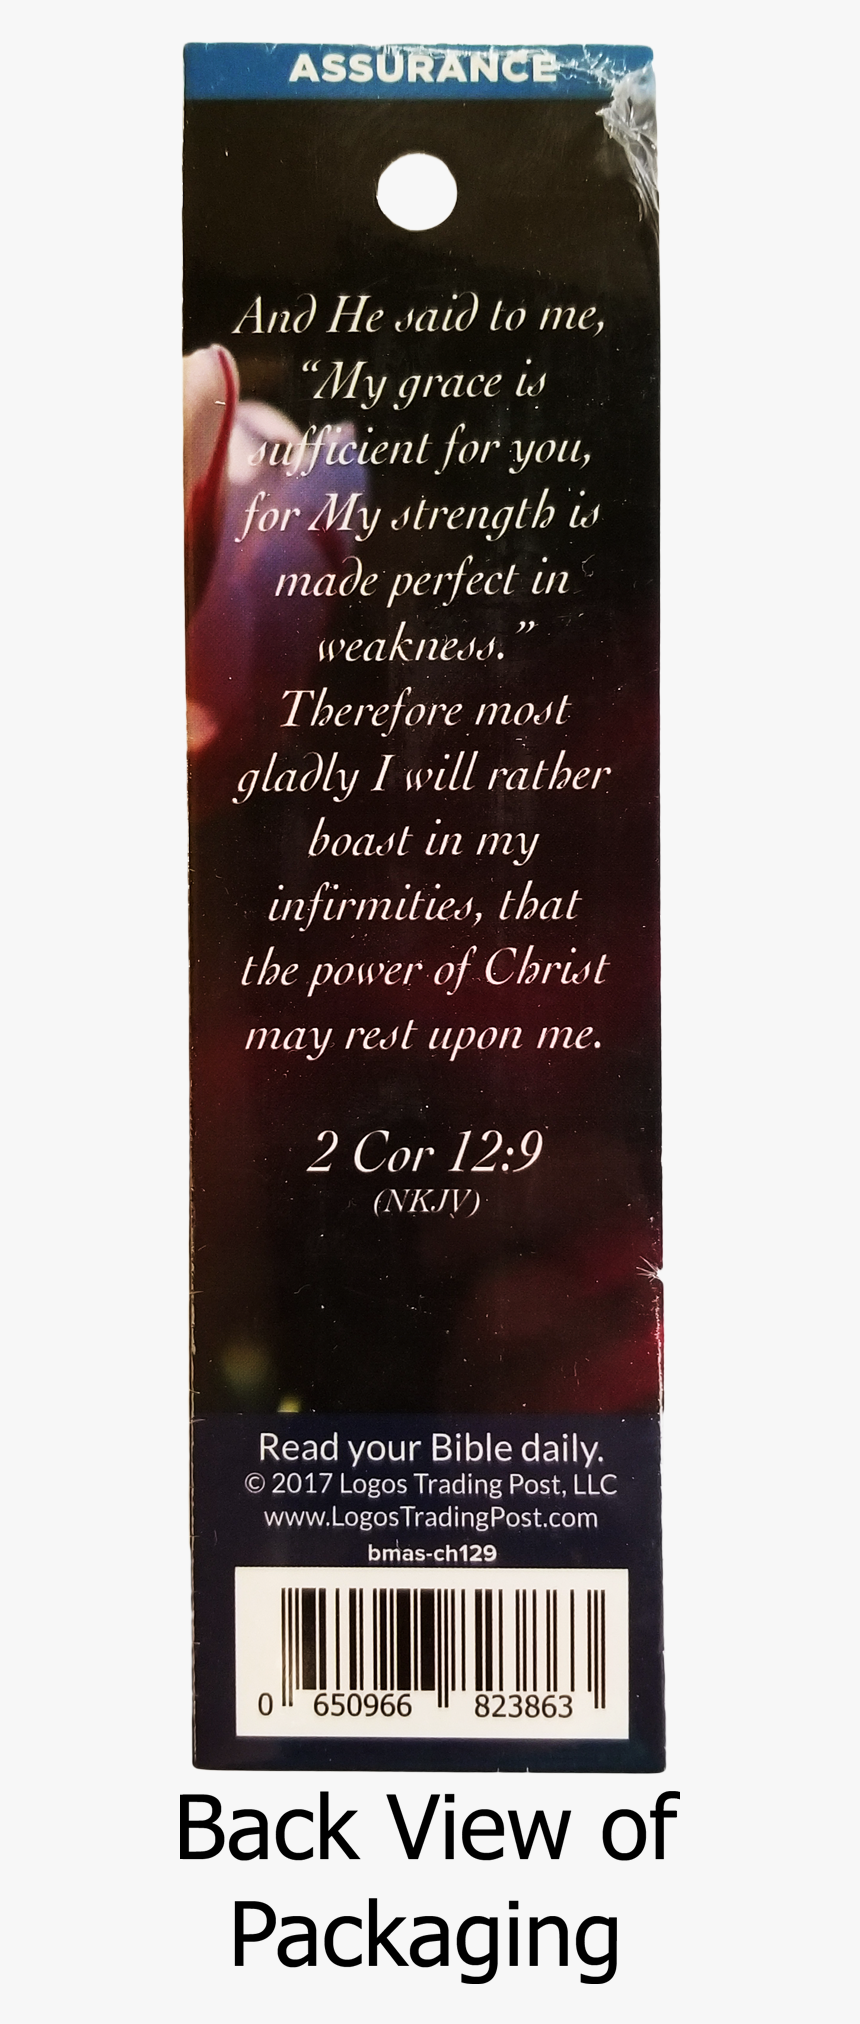 ASSURANCE
And He said to me,
“My grace is
sufficient for you,
for My strength is
made perfect in
weakness.”
Therefore most
gladly I will rather
boast in my
infirmities, that
the power of Christ
may rest upon me.
2 Cor 12:9
(NKJV)
Read your Bible daily.
© 2017 Logos Trading Post, LLC
www.LogosTradingPost.com
bmas-ch129
0 650966 823863
Back View of
Packaging